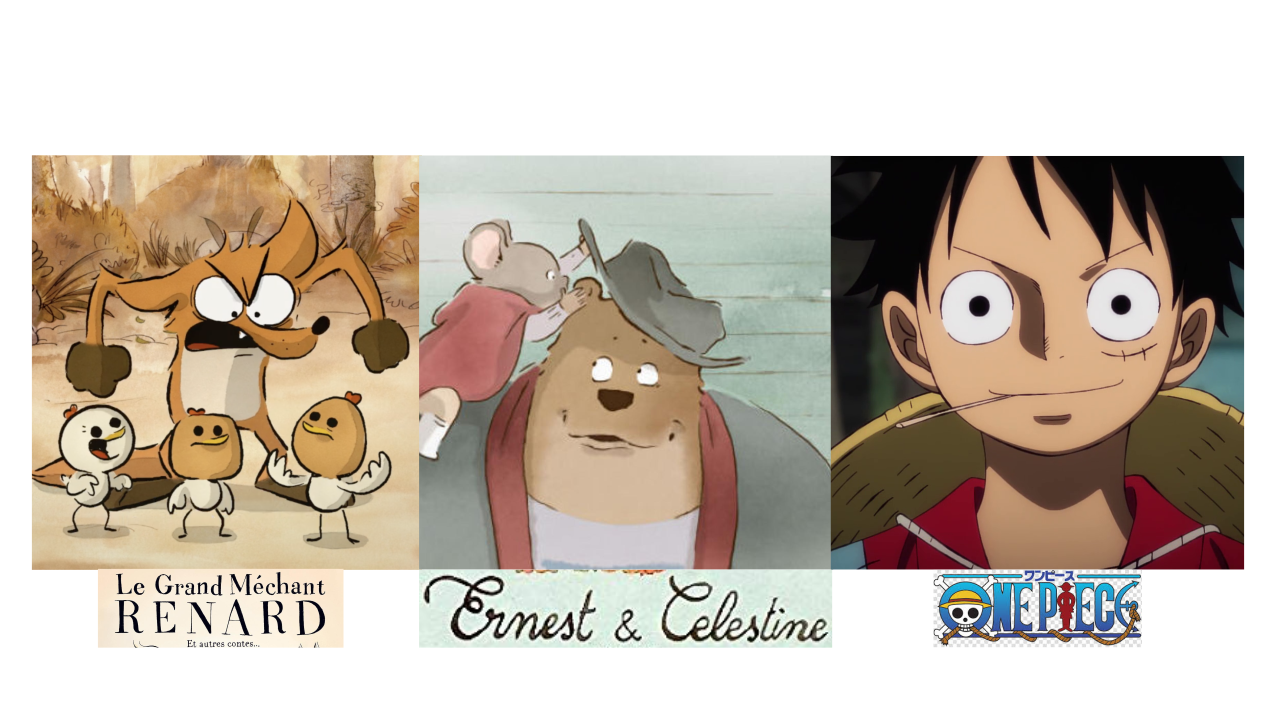 Le Grand Méchant
RENARD
Et autres contes...
Ernest & Celestine
ワンピース
ONE PIECE